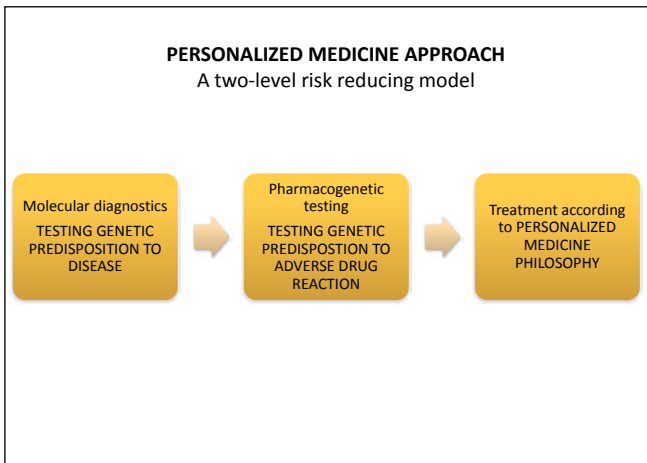 PERSONALIZED MEDICINE APPROACH
A two-level risk reducing model
Molecular diagnostics
TESTING GENETIC
PREDISPOSITION TO
DISEASE
Pharmacogenetic
testing
TESTING GENETIC
PREDISPOSTION TO
ADVERSE DRUG
REACTION
Treatment according
to PERSONALIZED
MEDICINE
PHILOSOPHY